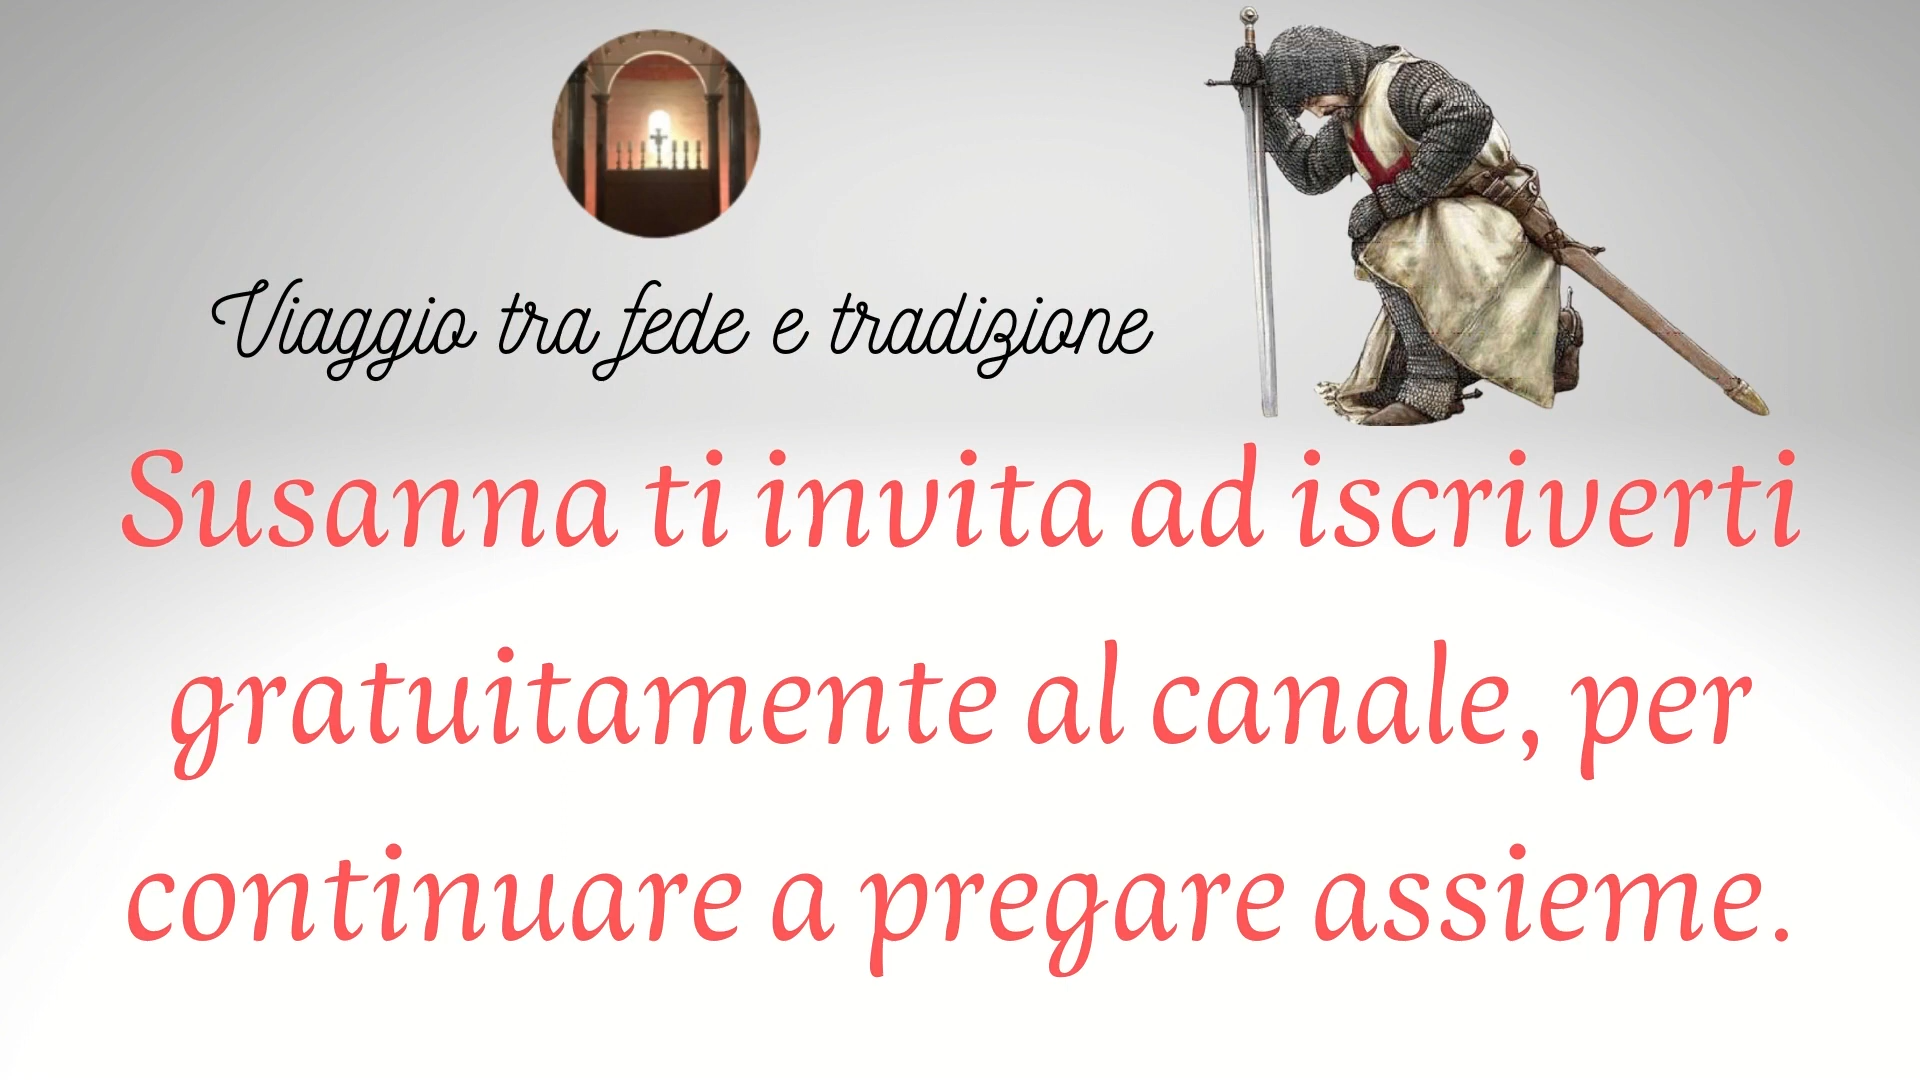 Viaggio tra fede e tradizione
Susanna ti invita ad iscriverti
gratuitamente al canale, per
continuare a pregare assieme.